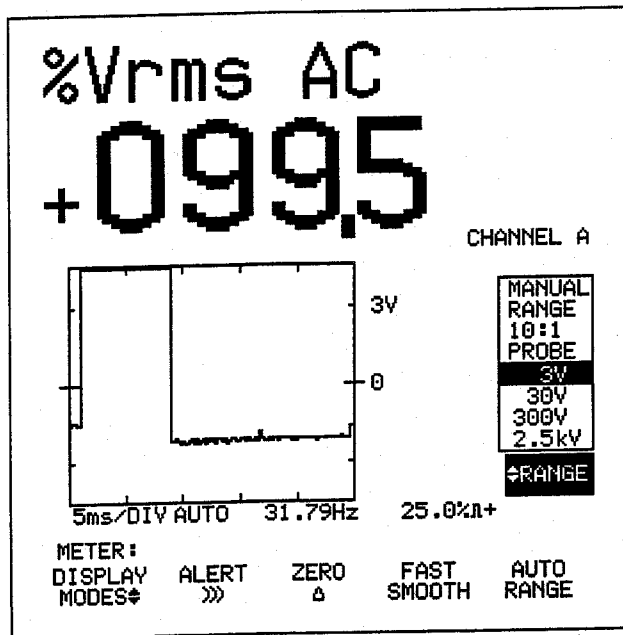 %Vrms AC
+099.5
CHANNEL A
3V
0
MANUAL
RANGE
10:1
PROBE
3V
30V
300V
2.5kV
≑RANGE
5ms/DIV AUTO 31.79Hz 25.0%⎍+
METER:
DISPLAY MODES≑
ALERT )))
ZERO △
FAST SMOOTH
AUTO RANGE